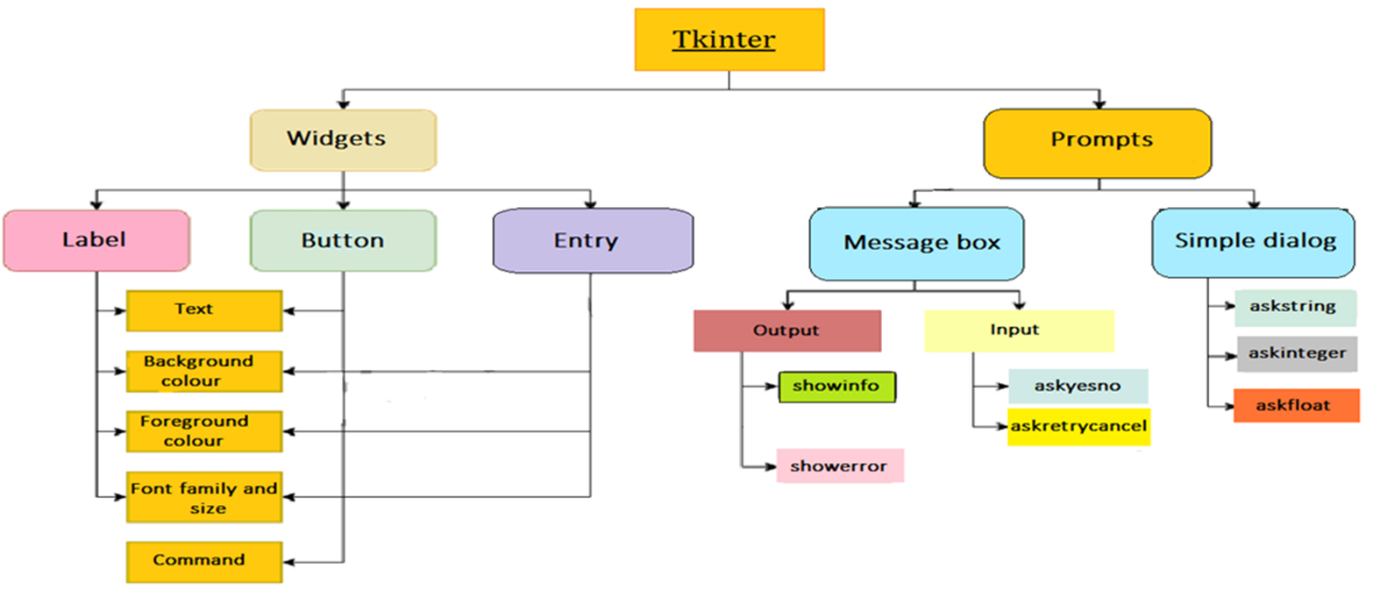 Tkinter
Widgets
Prompts
Label
Button
Entry
Message box
Simple dialog
Text
Background
colour
Foreground
colour
Font family and
size
Command
Output
Input
showinfo
showerror
askyesno
askretrycancel
askstring
askinteger
askfloat